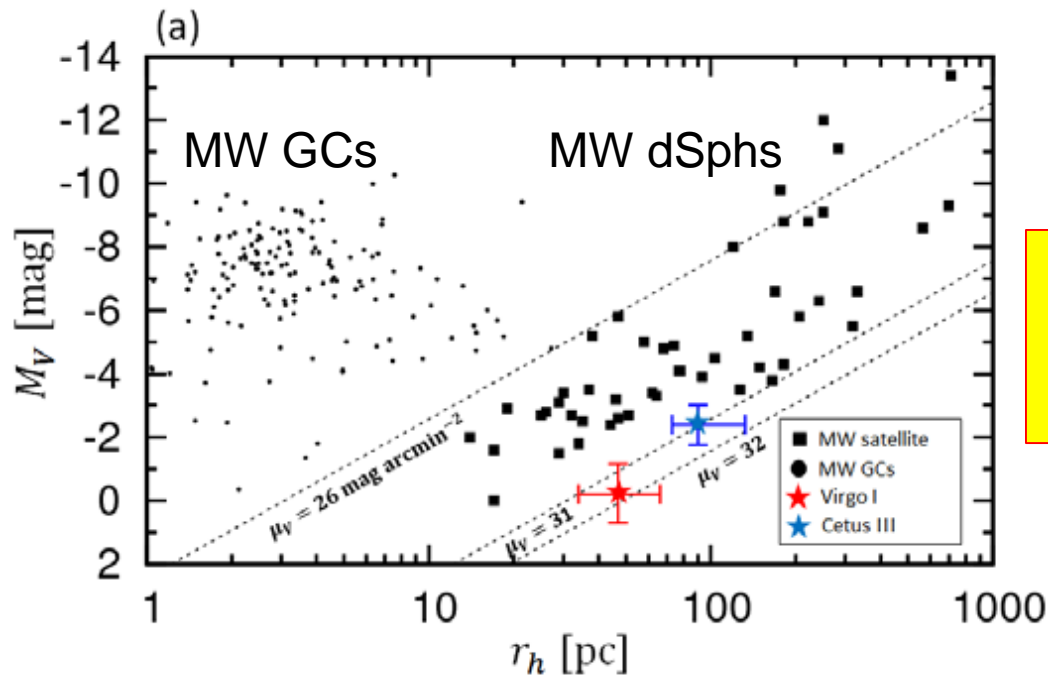 (a)
-14
-12
-10
-8
-6
-4
-2
0
2
M_V [mag]
MW GCs
MW dSphs
μ_V = 26 mag arcmin^-2
μ_V = 31
μ_V = 32
MW satellite
MW GCs
Virgo I
Cetus III
1
10
100
1000
r_h [pc]